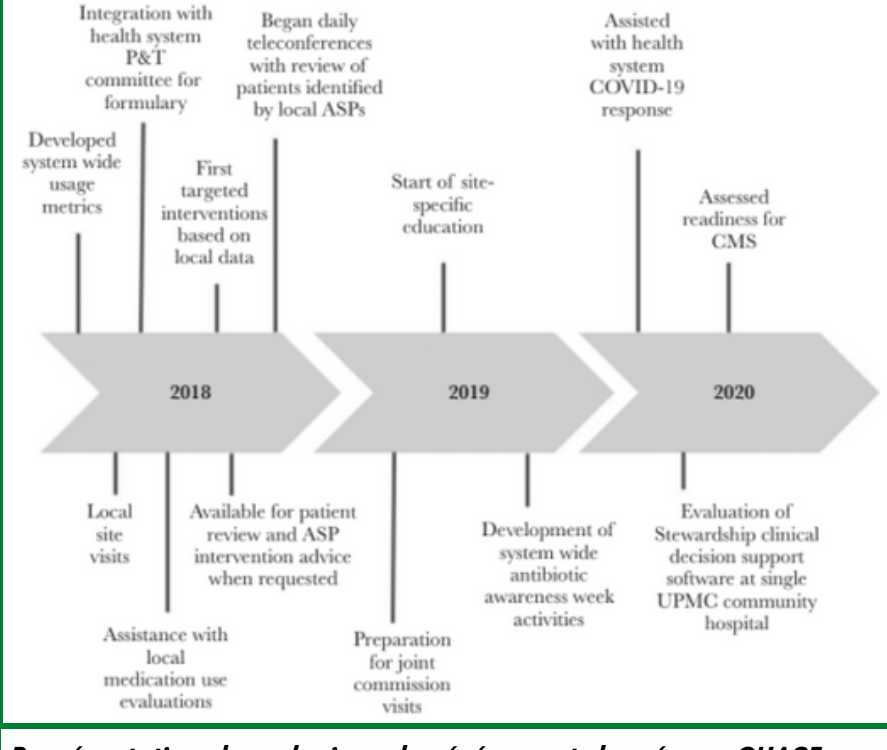 Integration with
health system
P&T
committee for
formulary
Began daily
teleconferences
with review of
patients identified
by local ASPs
Assisted
with health
system
COVID-19
response
Developed
system wide
usage
metrics
First
targeted
interventions
based on
local data
Start of site-
specific
education
Assessed
readiness for
CMS
2018
2019
2020
Local
site
visits
Available for patient
review and ASP
intervention advice
when requested
Development of
system wide
antibiotic
awareness week
activities
Evaluation of
Stewardship clinical
decision support
software at single
UPMC community
hospital
Assistance with
local
medication use
evaluations
Preparation
for joint
commission
visits